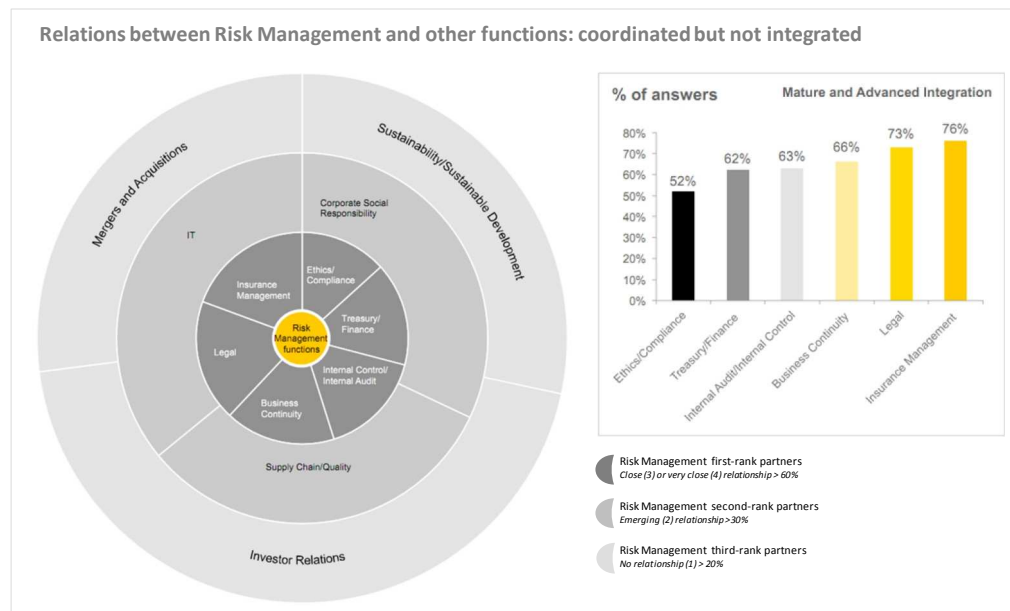 Relations between Risk Management and other functions: coordinated but not integrated
Mergers and Acquisitions
Sustainability/Sustainable Development
Investor Relations
IT
Corporate Social
Responsibility
Supply Chain/Quality
Insurance
Management
Ethics/
Compliance
Treasury/
Finance
Internal Control/
Internal Audit
Business
Continuity
Legal
Risk
Management
functions
% of answers
Mature and Advanced Integration
80%
70%
60%
50%
40%
30%
20%
10%
0%
52%
62%
63%
66%
73%
76%
Ethics/Compliance
Treasury/Finance
Internal Audit/Internal Control
Business Continuity
Legal
Insurance Management
Risk Management first-rank partners
Close (3) or very close (4) relationship > 60%
Risk Management second-rank partners
Emerging (2) relationship >30%
Risk Management third-rank partners
No relationship (1) > 20%